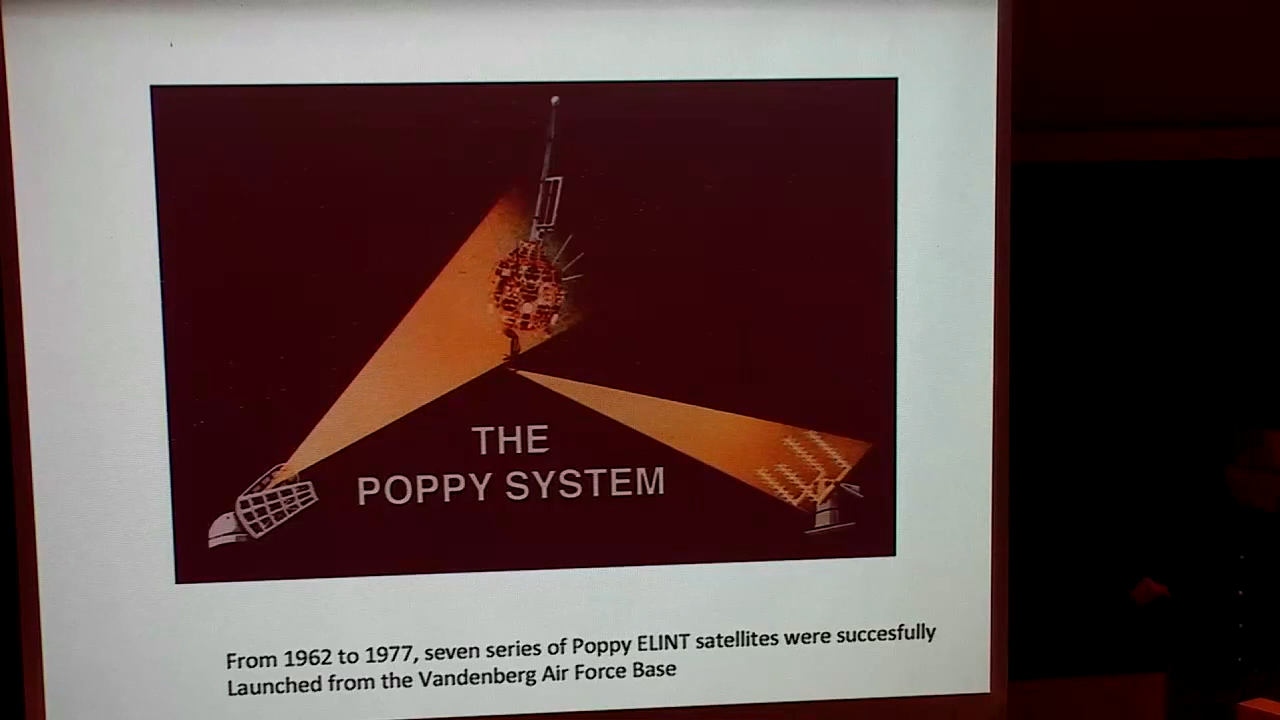 THE
POPPY SYSTEM
From 1962 to 1977, seven series of Poppy ELINT satellites were succesfully
Launched from the Vandenberg Air Force Base